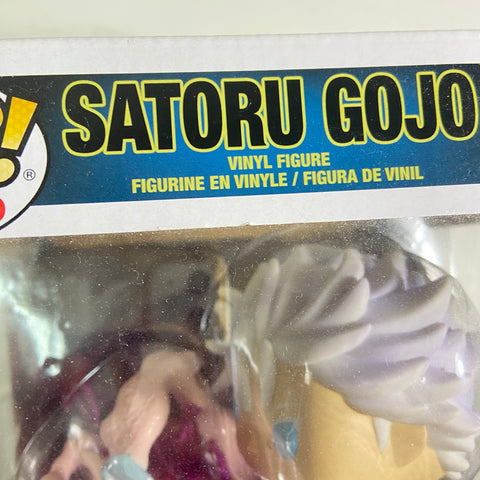 SATORU GOJO
VINYL FIGURE
FIGURINE EN VINYLE / FIGURA DE VINIL
!
®